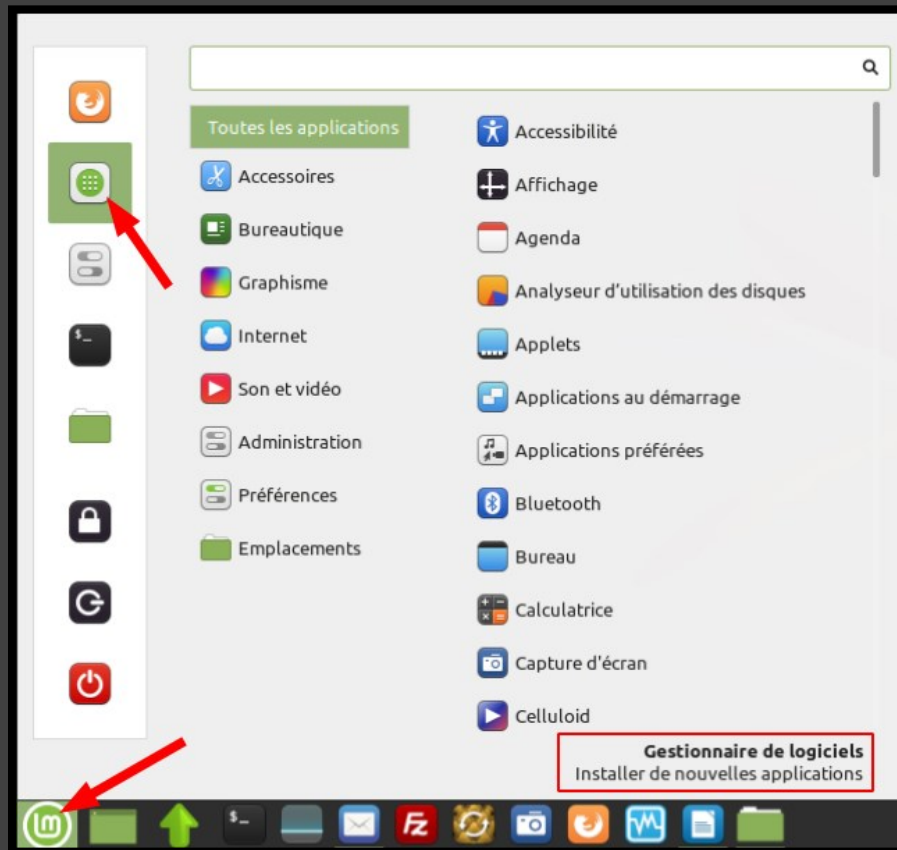 Toutes les applications
Accessoires
Bureautique
Graphisme
Internet
Son et vidéo
Administration
Préférences
Emplacements
Accessibilité
Affichage
Agenda
Analyseur d'utilisation des disques
Applets
Applications au démarrage
Applications préférées
Bluetooth
Bureau
Calculatrice
Capture d'écran
Celluloid
Gestionnaire de logiciels
Installer de nouvelles applications
$_
$_
Fz